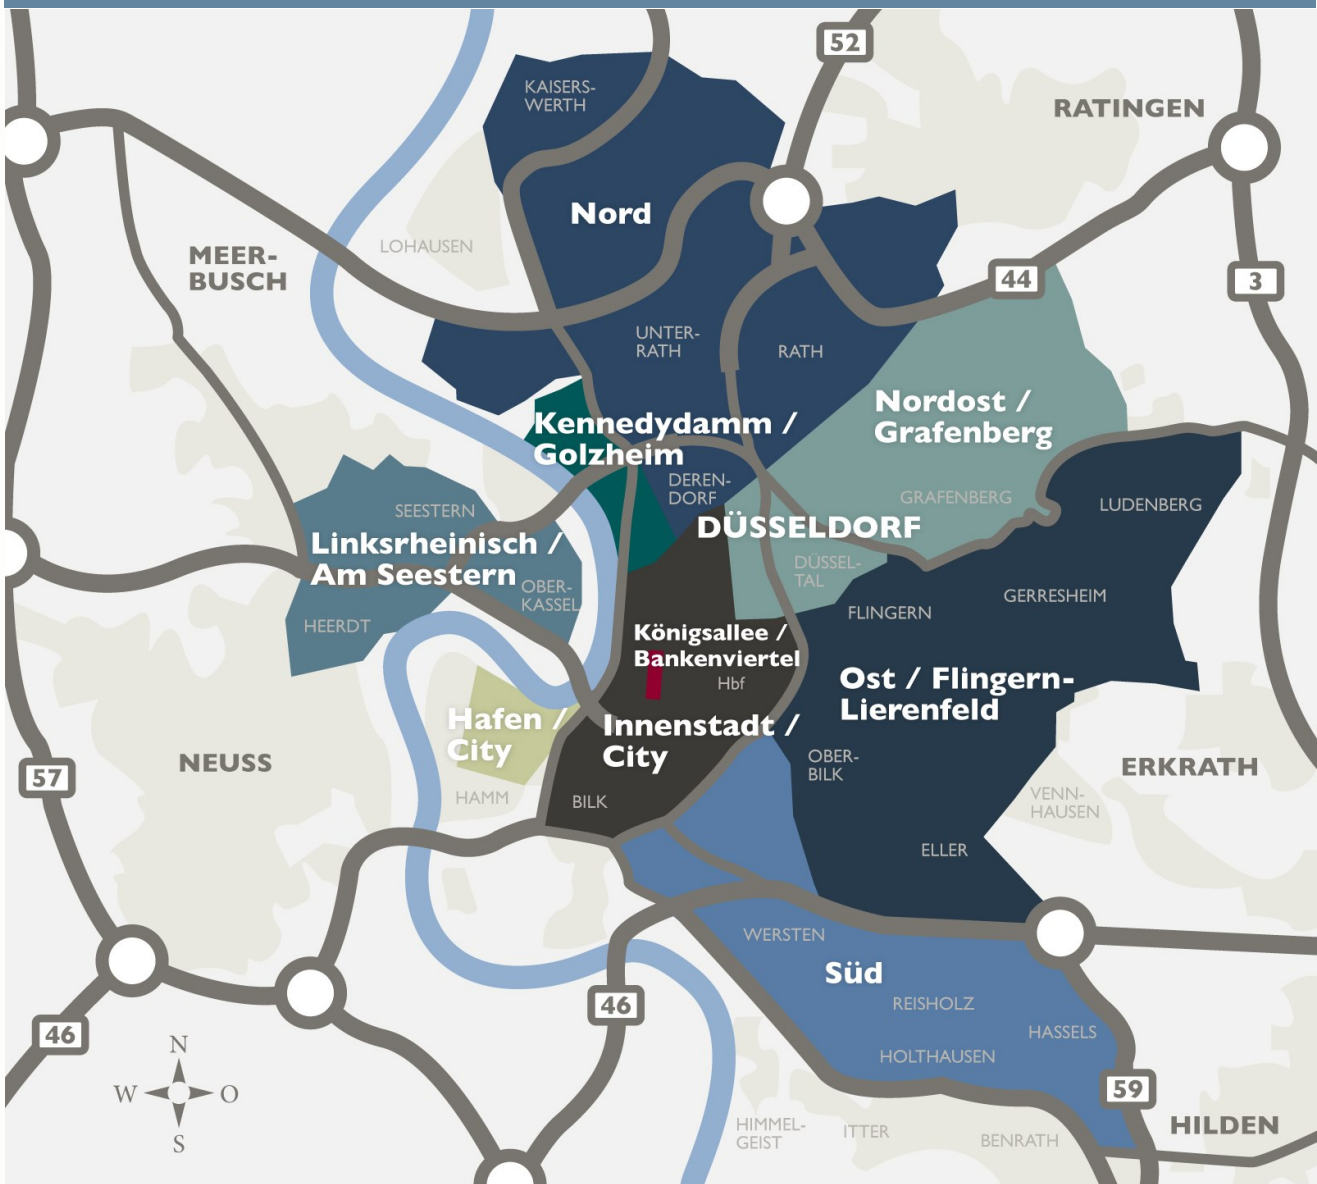 52
KAISERS-
WERTH
RATINGEN
Nord
LOHAUSEN
MEER-
BUSCH
44
3
UNTER-
RATH
RATH
Nordost /
Grafenberg
Kennedydamm /
Golzheim
DEREN-
DORF
GRAFENBERG
LUDENBERG
SEESTERN
DÜSSELDORF
Linksrheinisch /
Am Seestern
DÜSSEL-
TAL
OBER-
KASSEL
GERRESHEIM
FLINGERN
HEERDT
Königsallee /
Bankenviertel
Hbf
Ost / Flingern-
Lierenfeld
Hafen /
City
Innenstadt /
City
NEUSS
57
OBER-
BILK
ERKRATH
HAMM
BILK
VENN-
HAUSEN
ELLER
WERSTEN
Süd
REISHOLZ
46
HASSELS
46
HOLTHAUSEN
N
W
O
S
59
HIMMEL-
GEIST
ITTER
BENRATH
HILDEN